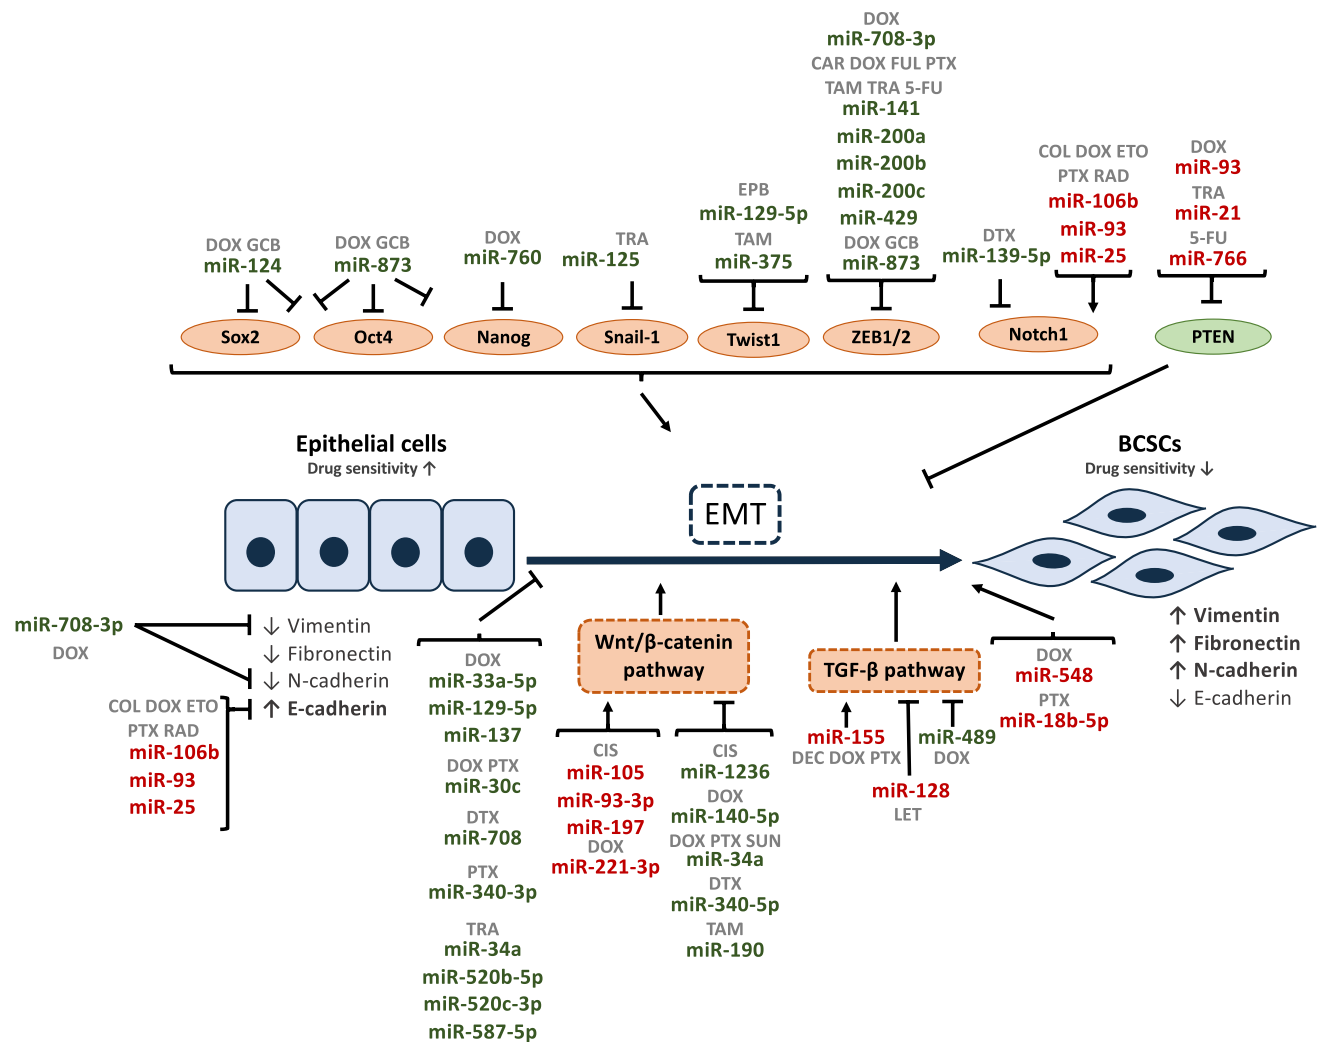 DOX
miR-708-3p
CAR DOX FUL PTX
TAM TRA 5-FU
miR-141
miR-200a
miR-200b
miR-200c
miR-429
DOX GCB
miR-873
DOX GCB
miR-124
DOX GCB
miR-873
DOX
miR-760
TRA
miR-125
EPB
miR-129-5p
TAM
miR-375
DTX
miR-139-5p
COL DOX ETO
PTX RAD
miR-106b
miR-93
miR-25
DOX
miR-93
TRA
miR-21
5-FU
miR-766
Sox2
Oct4
Nanog
Snail-1
Twist1
ZEB1/2
Notch1
PTEN
Epithelial cells
Drug sensitivity ↑
BCSCs
Drug sensitivity ↓
EMT
miR-708-3p
DOX
↓ Vimentin
↓ Fibronectin
↓ N-cadherin
↑ E-cadherin
COL DOX ETO
PTX RAD
miR-106b
miR-93
miR-25
DOX
miR-33a-5p
miR-129-5p
miR-137
DOX PTX
miR-30c
DTX
miR-708
PTX
miR-340-3p
TRA
miR-34a
miR-520b-5p
miR-520c-3p
miR-587-5p
Wnt/β-catenin
pathway
CIS
miR-105
miR-93-3p
miR-197
DOX
miR-221-3p
CIS
miR-1236
DOX
miR-140-5p
DOX PTX SUN
miR-34a
DTX
miR-340-5p
TAM
miR-190
TGF-β pathway
miR-155
DEC DOX PTX
miR-128
LET
miR-489
DOX
DOX
miR-548
PTX
miR-18b-5p
↑ Vimentin
↑ Fibronectin
↑ N-cadherin
↓ E-cadherin